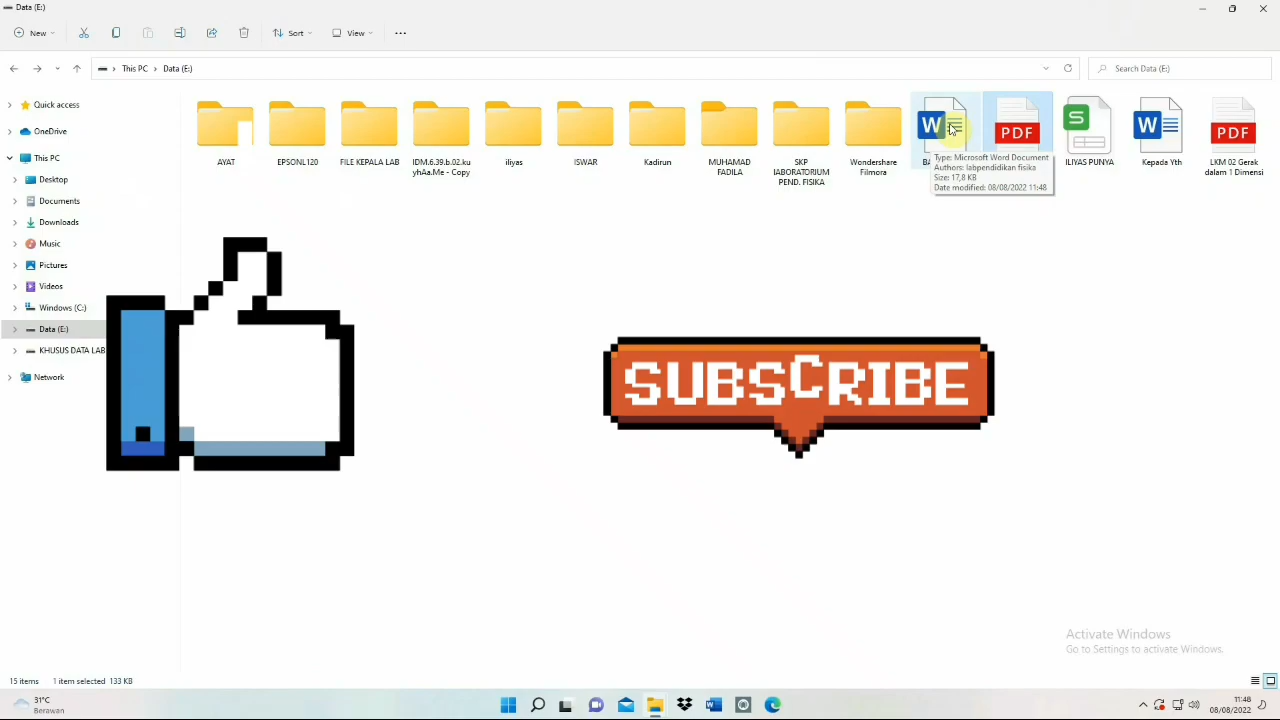 Data (E:)
New
Sort
View
This PC
Data (E:)
Search Data (E:)
Quick access
OneDrive
This PC
Desktop
Documents
Downloads
Music
Pictures
Videos
Windows (C:)
Data (E:)
KHUSUS DATA LAB
Network
AYAT
EPSONL120
FILE KEPALA LAB
IDM.6.39.b.02.ku
yhAa.Me - Copy
iliyas
ISWAR
Kadirun
MUHAMAD
FADILA
SKP
lABORATORIUM
PEND. FISIKA
Wondershare
Filmora
ILIYAS PUNYA
Kepada Yth
LKM 02 Gerak
dalam 1 Dimensi
W
PDF
S
W
PDF
Type: Microsoft Word Document
Authors: labpendidikan fisika
Size: 17,8 KB
Date modified: 08/08/2022 11:48
SUBSCRIBE
Activate Windows
Go to Settings to activate Windows.
15 items
1 item selected 133 KB
31°C
Berawan
11:48
08/08/2022